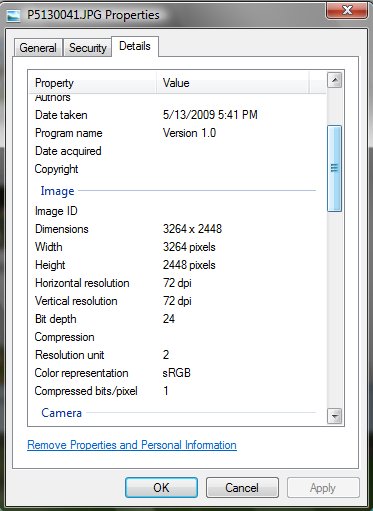 P5130041.JPG Properties
General Security Details
Property Value
Authors
Date taken 5/13/2009 5:41 PM
Program name Version 1.0
Date acquired
Copyright
Image
Image ID
Dimensions 3264 x 2448
Width 3264 pixels
Height 2448 pixels
Horizontal resolution 72 dpi
Vertical resolution 72 dpi
Bit depth 24
Compression
Resolution unit 2
Color representation sRGB
Compressed bits/pixel 1
Camera
Remove Properties and Personal Information
OK Cancel Apply